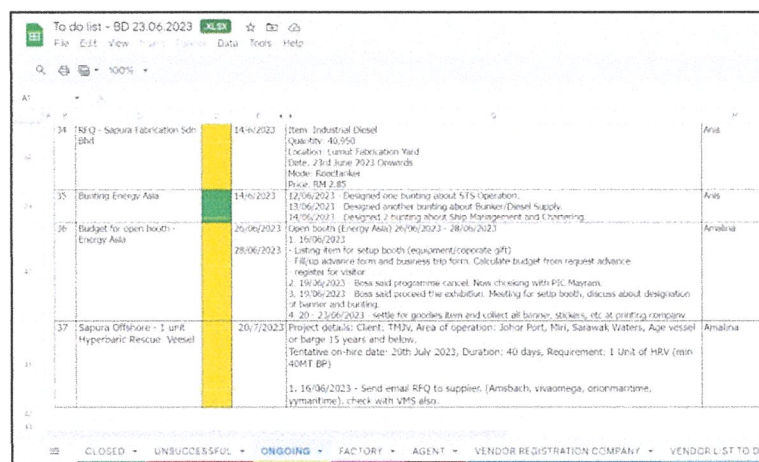 To do list - BD 23.06.2023 .XLSX
File Edit View Data Tools Help
100%
A1
34 RFQ - Sapura Fabrication Sdn Bhd 14/6/2023 Item: Industrial Diesel Anis
Quantity: 40,950
Location: Lumut Fabrication Yard
Date: 23rd June 2023 Onwards
Mode: Roadtanker
Price: RM 2.85
35 Bunting Energy Asia 14/6/2023 12/06/2023 - Designed one bunting about STS Operation. Anis
13/06/2023 - Designed another bunting about Bunker/Diesel Supply.
14/06/2023 - Designed 2 bunting about Ship Management and Chartering.
36 Budget for open booth - Energy Asia 26/06/2023 Open booth (Energy Asia) 26/06/2023 - 28/06/2023 Amalina
1. 16/06/2023
28/06/2023 - Listing item for setup booth (equipment/coporate gift)
Fill up advance form and business trip form. Calculate budget from request advance
register for visitor
2. 19/06/2023 - Boss said programme cancel. Now checking with PIC Mayram.
3. 19/06/2023 - Boss said proceed the exhibition. Meeting for setup booth, discuss about designation
of banner and bunting.
4. 20 - 23/06/2023 - settle for goodies item and collect all banner, stickers, etc at printing company.
37 Sapura Offshore - 1 unit Hyperbaric Rescue Veesel 20/7/2023 Project details: Client: TMJV, Area of operation: Johor Port, Miri, Sarawak Waters, Age vessel Amalina
or barge 15 years and below,
Tentative on-hire date: 20th July 2023, Duration: 40 days, Requirement: 1 Unit of HRV (min
40MT BP)
1. 16/06/2023 - Send email RFQ to supplier. (Amsbach, vivaomega, orionmaritime,
yymantime), check with VMS also.
CLOSED UNSUCCESSFUL ONGOING FACTORY AGENT VENDOR REGISTRATION COMPANY VENDOR LIST TO D